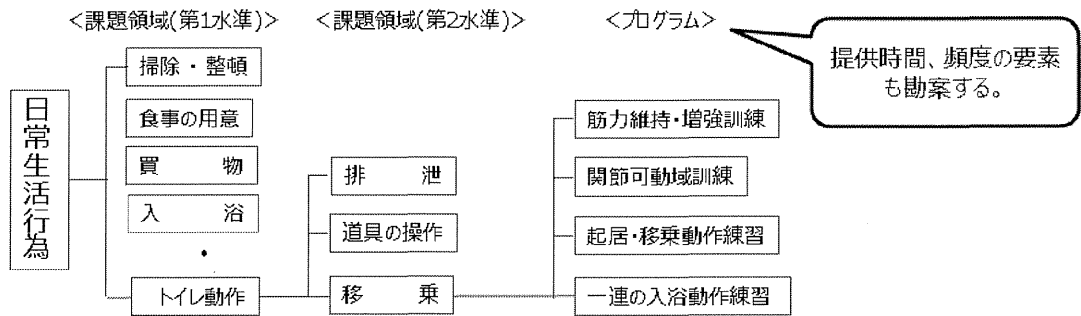 <課題領域(第1水準)>
<課題領域(第2水準)>
<プログラム>
提供時間、頻度の要素
も勘案する。
日常生活行為
掃除・整頓
食事の用意
買 物
入 浴
・
トイレ動作
排 泄
道具の操作
移 乗
筋力維持・増強訓練
関節可動域訓練
起居・移乗動作練習
一連の入浴動作練習